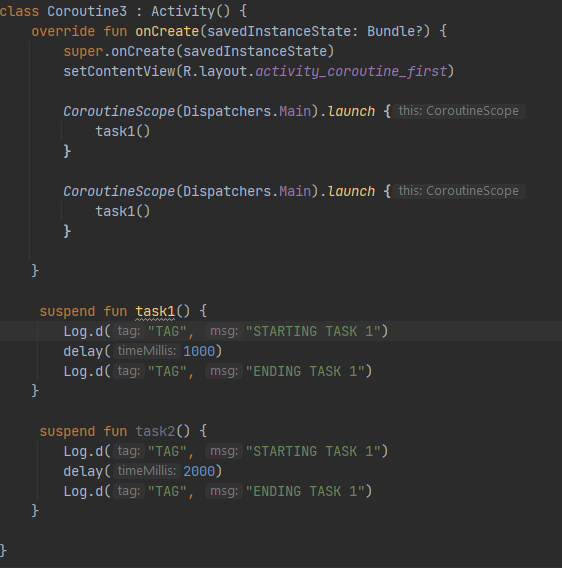 class Coroutine3 : Activity() {
    override fun onCreate(savedInstanceState: Bundle?) {
        super.onCreate(savedInstanceState)
        setContentView(R.layout.activity_coroutine_first)

        CoroutineScope(Dispatchers.Main).launch { this: CoroutineScope
            task1()
        }

        CoroutineScope(Dispatchers.Main).launch { this: CoroutineScope
            task1()
        }

    }

     suspend fun task1() {
        Log.d( tag: "TAG", msg: "STARTING TASK 1")
        delay( timeMillis: 1000)
        Log.d( tag: "TAG", msg: "ENDING TASK 1")
    }

     suspend fun task2() {
        Log.d( tag: "TAG", msg: "STARTING TASK 1")
        delay( timeMillis: 2000)
        Log.d( tag: "TAG", msg: "ENDING TASK 1")
    }

}